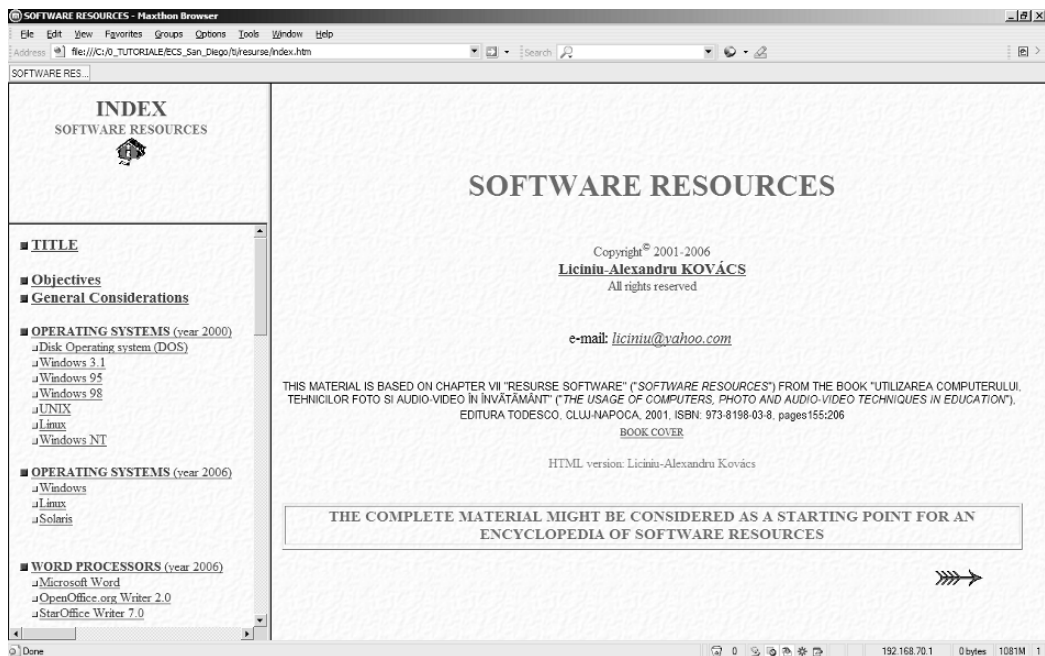 SOFTWARE RESOURCES - Maxthon Browser
File Edit View Favorites Groups Options Tools Window Help
Address file:///C:/0_TUTORIALE/ECS_San_Diego/ti/resurse/index.htm Search
SOFTWARE RES...
INDEX
SOFTWARE RESOURCES
TITLE
Objectives
General Considerations
OPERATING SYSTEMS (year 2000)
Disk Operating system (DOS)
Windows 3.1
Windows 95
Windows 98
UNIX
Linux
Windows NT
OPERATING SYSTEMS (year 2006)
Windows
Linux
Solaris
WORD PROCESSORS (year 2006)
Microsoft Word
OpenOffice.org Writer 2.0
StarOffice Writer 7.0
SOFTWARE RESOURCES
Copyright© 2001-2006
Liciniu-Alexandru KOVÁCS
All rights reserved
e-mail: liciniu@yahoo.com
THIS MATERIAL IS BASED ON CHAPTER VII "RESURSE SOFTWARE" ("SOFTWARE RESOURCES") FROM THE BOOK "UTILIZAREA COMPUTERULUI,
TEHNICILOR FOTO SI AUDIO-VIDEO ÎN ÎNVĂTĂMÂNT" ("THE USAGE OF COMPUTERS, PHOTO AND AUDIO-VIDEO TECHNIQUES IN EDUCATION"),
EDITURA TODESCO, CLUJ-NAPOCA, 2001, ISBN: 973-8198-03-8, pages155:206
BOOK COVER
HTML version: Liciniu-Alexandru Kovács
THE COMPLETE MATERIAL MIGHT BE CONSIDERED AS A STARTING POINT FOR AN
ENCYCLOPEDIA OF SOFTWARE RESOURCES
Done 0 192.168.70.1 0 bytes 1081M 1